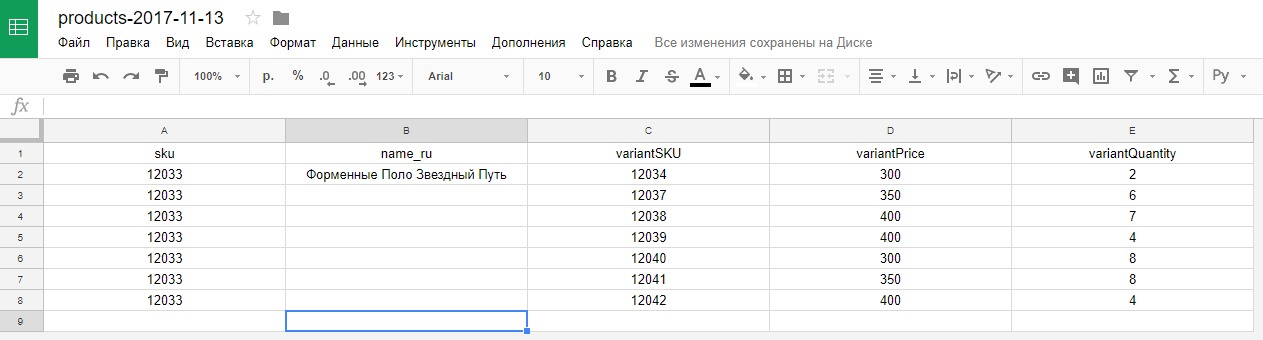 products-2017-11-13
Файл Правка Вид Вставка Формат Данные Инструменты Дополнения Справка Все изменения сохранены на Диске
100% р. % .0 .00 123 Arial 10 B I S A Σ Ру
fx
A B C D E
1 sku name_ru variantSKU variantPrice variantQuantity
2 12033 Форменные Поло Звездный Путь 12034 300 2
3 12033 12037 350 6
4 12033 12038 400 7
5 12033 12039 400 4
6 12033 12040 300 8
7 12033 12041 350 8
8 12033 12042 400 4
9